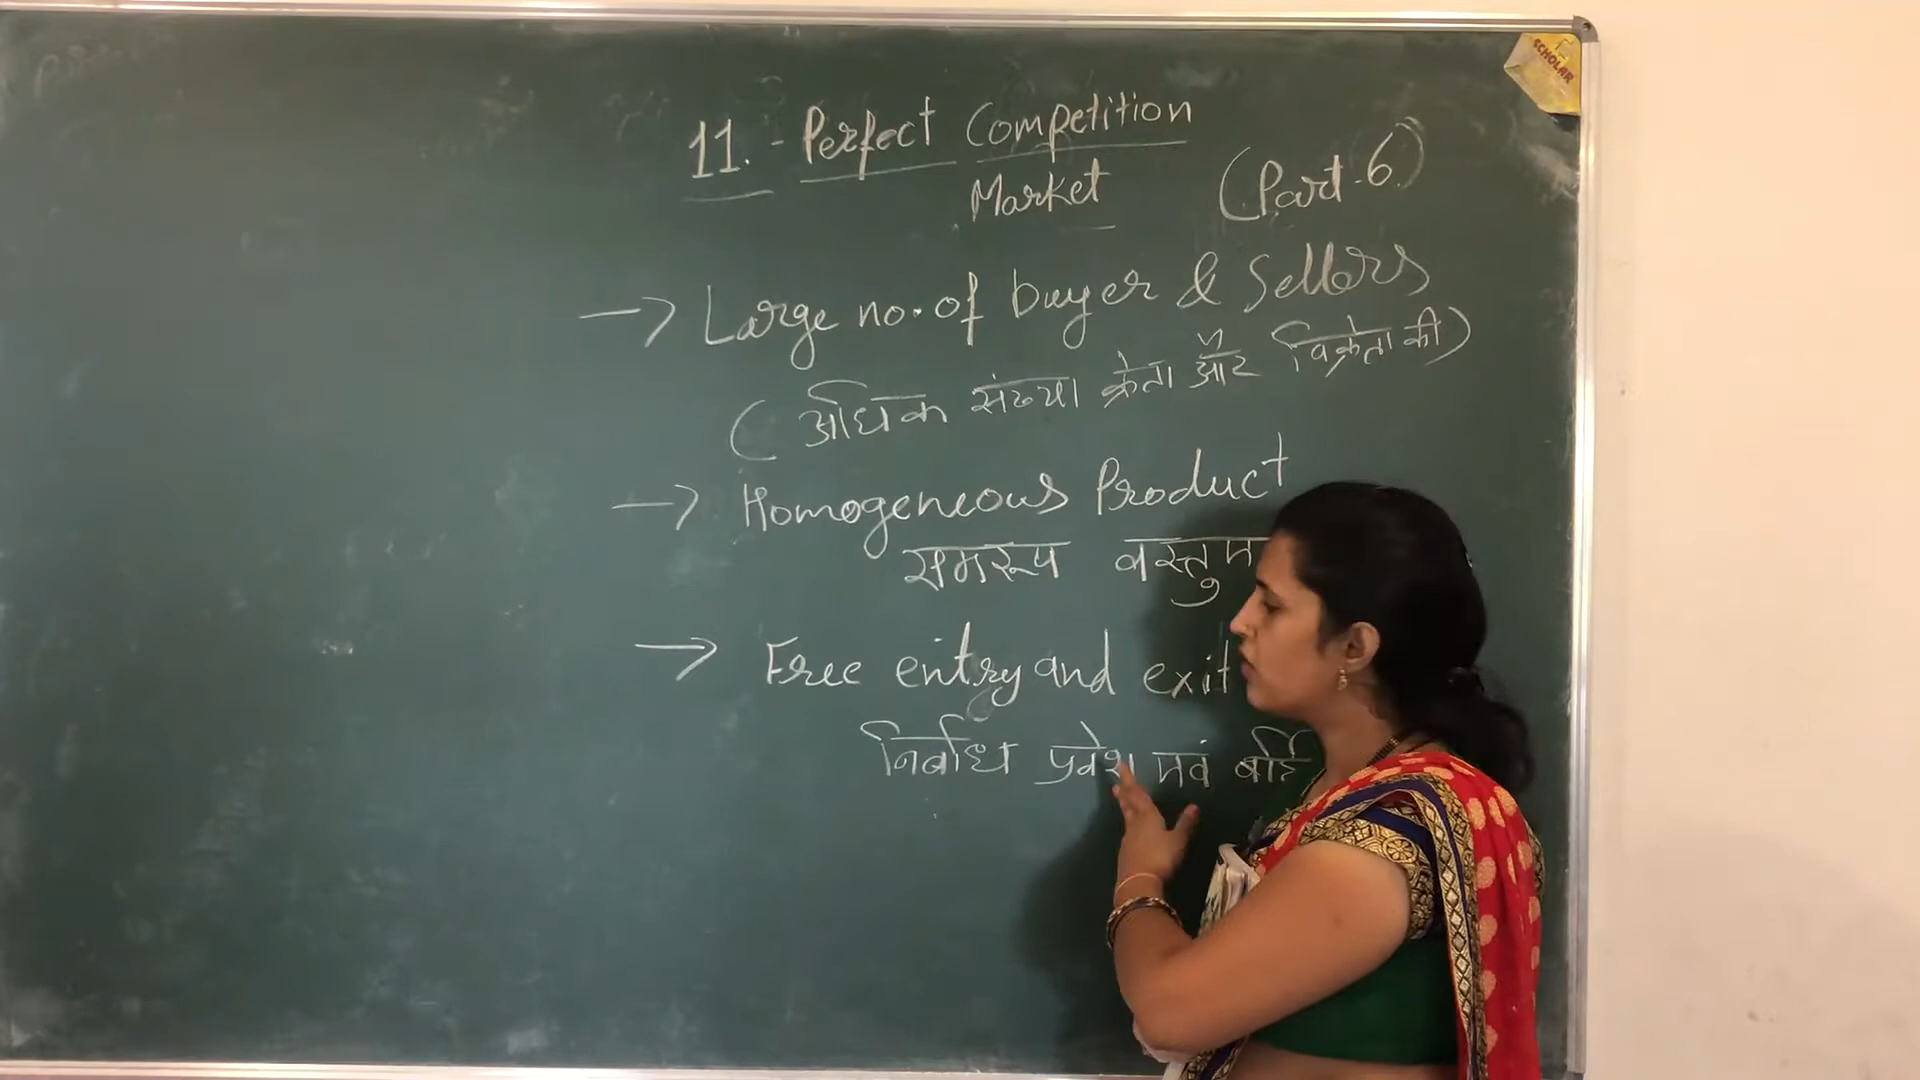 11. - Perfect Competition
Market
(Part-6)
→ Large no. of buyer & Sellers
(अधिक संख्या क्रेता और विक्रेता की)
→ Homogeneous Product
समरूप
→ Free entry and exit
निर्बाध प्रवेश एवं
SCHOLAR